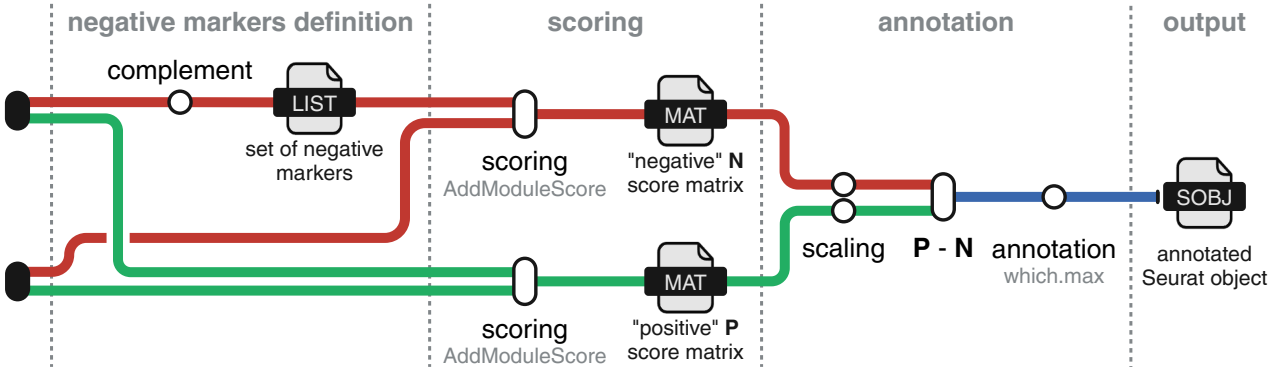 negative markers definition
scoring
annotation
output
complement
LIST
set of negative
markers
scoring
AddModuleScore
MAT
"negative" N
score matrix
scaling
P - N
annotation
which.max
SOBJ
annotated
Seurat object
scoring
AddModuleScore
MAT
"positive" P
score matrix